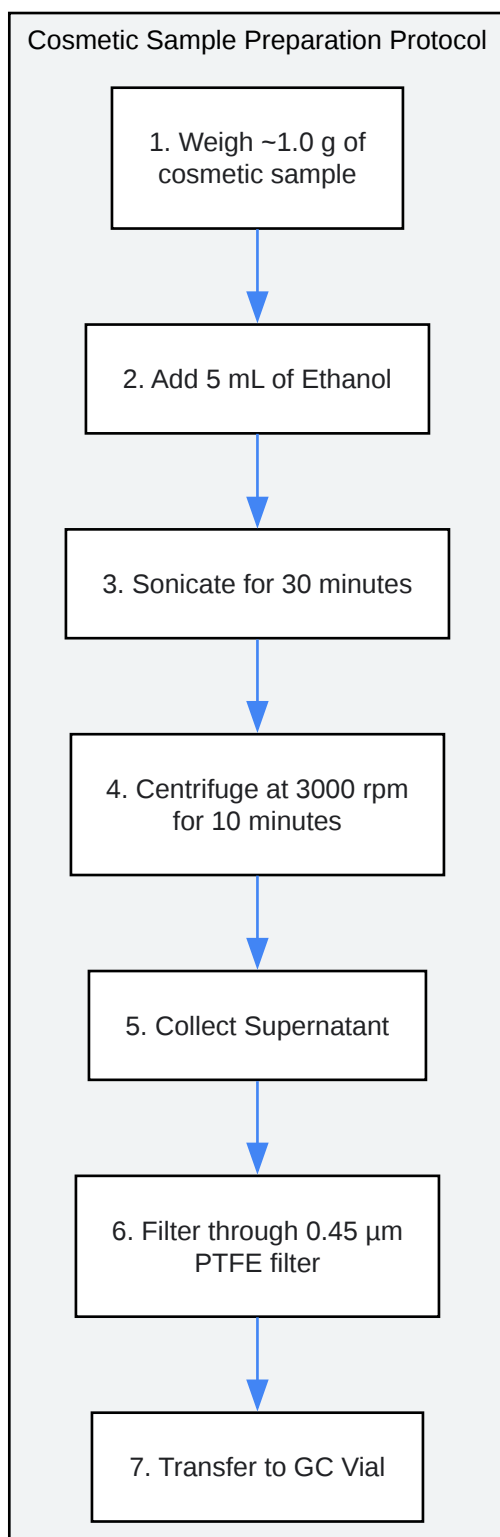 Cosmetic Sample Preparation Protocol
1. Weigh ~1.0 g of
cosmetic sample
2. Add 5 mL of Ethanol
3. Sonicate for 30 minutes
4. Centrifuge at 3000 rpm
for 10 minutes
5. Collect Supernatant
6. Filter through 0.45 µm
PTFE filter
7. Transfer to GC Vial